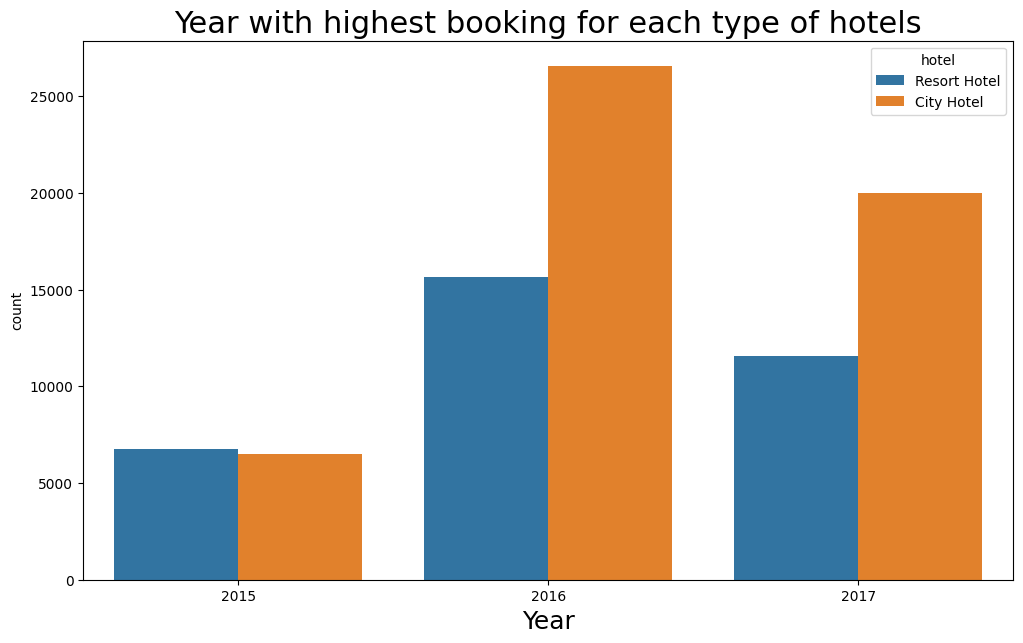 Year with highest booking for each type of hotels
hotel
Resort Hotel
City Hotel
count
25000
20000
15000
10000
5000
0
2015 2016 2017
Year